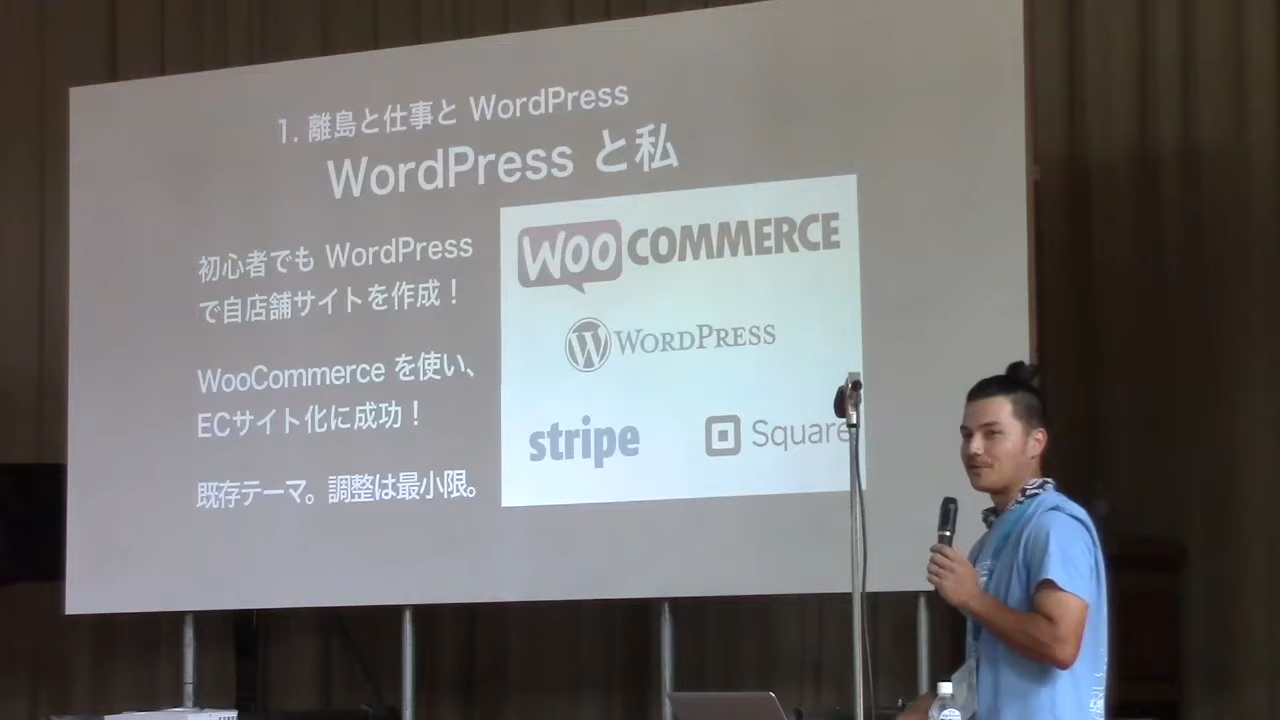 1. 離島と仕事と WordPress
WordPress と私
初心者でも WordPress
で自店舗サイトを作成！
WooCommerce を使い、
ECサイト化に成功！
既存テーマ。調整は最小限。
WOOCOMMERCE
WORDPRESS
stripe
Square